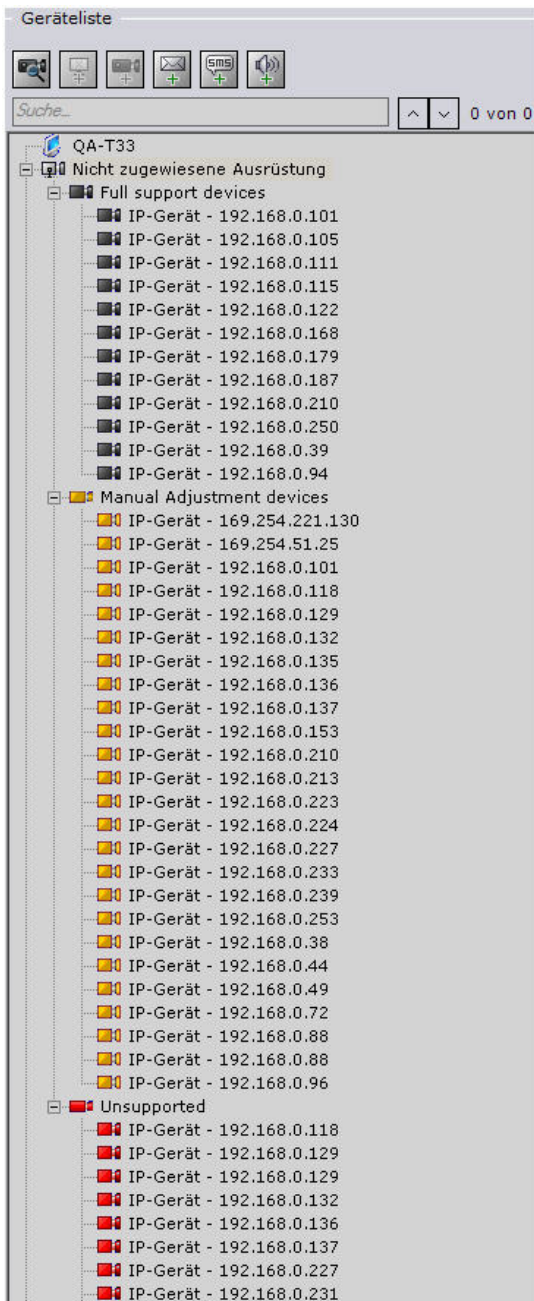 Geräteliste
SMS
Suche...
0 von 0
QA-T33
Nicht zugewiesene Ausrüstung
Full support devices
IP-Gerät - 192.168.0.101
IP-Gerät - 192.168.0.105
IP-Gerät - 192.168.0.111
IP-Gerät - 192.168.0.115
IP-Gerät - 192.168.0.122
IP-Gerät - 192.168.0.168
IP-Gerät - 192.168.0.179
IP-Gerät - 192.168.0.187
IP-Gerät - 192.168.0.210
IP-Gerät - 192.168.0.250
IP-Gerät - 192.168.0.39
IP-Gerät - 192.168.0.94
Manual Adjustment devices
IP-Gerät - 169.254.221.130
IP-Gerät - 169.254.51.25
IP-Gerät - 192.168.0.101
IP-Gerät - 192.168.0.118
IP-Gerät - 192.168.0.129
IP-Gerät - 192.168.0.132
IP-Gerät - 192.168.0.135
IP-Gerät - 192.168.0.136
IP-Gerät - 192.168.0.137
IP-Gerät - 192.168.0.153
IP-Gerät - 192.168.0.210
IP-Gerät - 192.168.0.213
IP-Gerät - 192.168.0.223
IP-Gerät - 192.168.0.224
IP-Gerät - 192.168.0.227
IP-Gerät - 192.168.0.233
IP-Gerät - 192.168.0.239
IP-Gerät - 192.168.0.253
IP-Gerät - 192.168.0.38
IP-Gerät - 192.168.0.44
IP-Gerät - 192.168.0.49
IP-Gerät - 192.168.0.72
IP-Gerät - 192.168.0.88
IP-Gerät - 192.168.0.88
IP-Gerät - 192.168.0.96
Unsupported
IP-Gerät - 192.168.0.118
IP-Gerät - 192.168.0.129
IP-Gerät - 192.168.0.129
IP-Gerät - 192.168.0.132
IP-Gerät - 192.168.0.136
IP-Gerät - 192.168.0.137
IP-Gerät - 192.168.0.227
IP-Gerät - 192.168.0.231